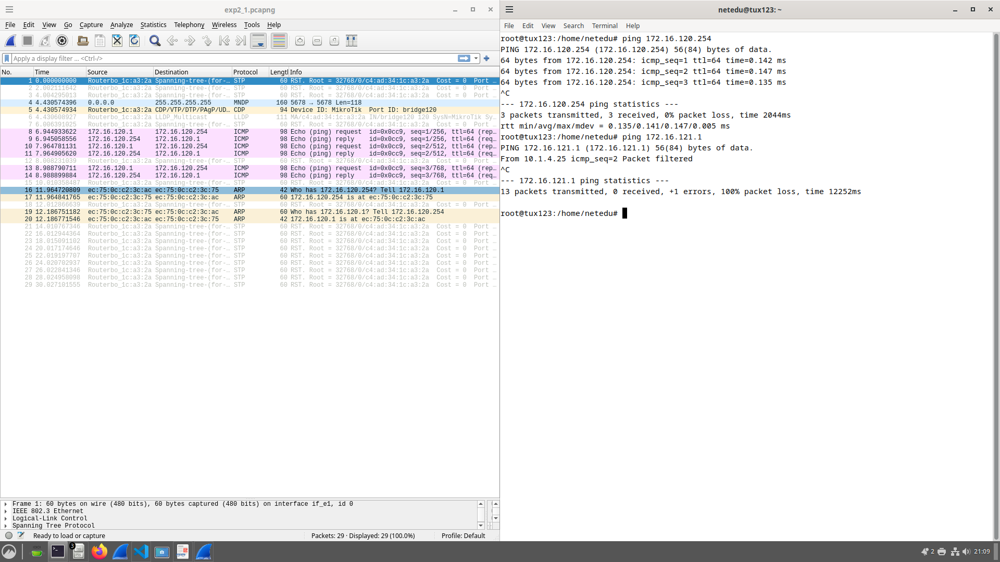 exp2_1.pcapng
File Edit View Go Capture Analyze Statistics Telephony Wireless Tools Help
Apply a display filter ... <Ctrl-/>
No. Time Source Destination Protocol Length Info
1 0.000000000 Routerbo_1c:a3:2a Spanning-tree-(for-… STP 60 RST. Root = 32768/0/c4:ad:34:1c:a3:2a Cost = 0 Port …
2 2.002111642 Routerbo_1c:a3:2a Spanning-tree-(for-… STP 60 RST. Root = 32768/0/c4:ad:34:1c:a3:2a Cost = 0 Port …
3 4.004295013 Routerbo_1c:a3:2a Spanning-tree-(for-… STP 60 RST. Root = 32768/0/c4:ad:34:1c:a3:2a Cost = 0 Port …
4 4.430574396 0.0.0.0 255.255.255.255 MNDP 160 5678 → 5678 Len=118
5 4.430574934 Routerbo_1c:a3:2a CDP/VTP/DTP/PAgP/UD… CDP 94 Device ID: MikroTik Port ID: bridge120
6 4.430608927 Routerbo_1c:a3:2a LLDP_Multicast LLDP 111 MA/c4:ad:34:1c:a3:2a IN/bridge120 120 SysN=MikroTik Sy…
7 6.006391025 Routerbo_1c:a3:2a Spanning-tree-(for-… STP 60 RST. Root = 32768/0/c4:ad:34:1c:a3:2a Cost = 0 Port …
8 6.944933622 172.16.120.1 172.16.120.254 ICMP 98 Echo (ping) request id=0x0cc9, seq=1/256, ttl=64 (rep…
9 6.945058556 172.16.120.254 172.16.120.1 ICMP 98 Echo (ping) reply id=0x0cc9, seq=1/256, ttl=64 (req…
10 7.964781131 172.16.120.1 172.16.120.254 ICMP 98 Echo (ping) request id=0x0cc9, seq=2/512, ttl=64 (rep…
11 7.964905620 172.16.120.254 172.16.120.1 ICMP 98 Echo (ping) reply id=0x0cc9, seq=2/512, ttl=64 (req…
12 8.008231039 Routerbo_1c:a3:2a Spanning-tree-(for-… STP 60 RST. Root = 32768/0/c4:ad:34:1c:a3:2a Cost = 0 Port …
13 8.988790711 172.16.120.1 172.16.120.254 ICMP 98 Echo (ping) request id=0x0cc9, seq=3/768, ttl=64 (rep…
14 8.988899884 172.16.120.254 172.16.120.1 ICMP 98 Echo (ping) reply id=0x0cc9, seq=3/768, ttl=64 (req…
15 10.010358487 Routerbo_1c:a3:2a Spanning-tree-(for-… STP 60 RST. Root = 32768/0/c4:ad:34:1c:a3:2a Cost = 0 Port …
16 11.964720809 ec:75:0c:c2:3c:ac ec:75:0c:c2:3c:75 ARP 42 Who has 172.16.120.254? Tell 172.16.120.1
17 11.964841765 ec:75:0c:c2:3c:75 ec:75:0c:c2:3c:ac ARP 60 172.16.120.254 is at ec:75:0c:c2:3c:75
18 12.012866639 Routerbo_1c:a3:2a Spanning-tree-(for-… STP 60 RST. Root = 32768/0/c4:ad:34:1c:a3:2a Cost = 0 Port …
19 12.186751182 ec:75:0c:c2:3c:75 ec:75:0c:c2:3c:ac ARP 60 Who has 172.16.120.1? Tell 172.16.120.254
20 12.186771546 ec:75:0c:c2:3c:ac ec:75:0c:c2:3c:75 ARP 42 172.16.120.1 is at ec:75:0c:c2:3c:ac
21 14.010767346 Routerbo_1c:a3:2a Spanning-tree-(for-… STP 60 RST. Root = 32768/0/c4:ad:34:1c:a3:2a Cost = 0 Port …
22 16.012944364 Routerbo_1c:a3:2a Spanning-tree-(for-… STP 60 RST. Root = 32768/0/c4:ad:34:1c:a3:2a Cost = 0 Port …
23 18.015091102 Routerbo_1c:a3:2a Spanning-tree-(for-… STP 60 RST. Root = 32768/0/c4:ad:34:1c:a3:2a Cost = 0 Port …
24 20.017174646 Routerbo_1c:a3:2a Spanning-tree-(for-… STP 60 RST. Root = 32768/0/c4:ad:34:1c:a3:2a Cost = 0 Port …
25 22.019197707 Routerbo_1c:a3:2a Spanning-tree-(for-… STP 60 RST. Root = 32768/0/c4:ad:34:1c:a3:2a Cost = 0 Port …
26 24.020702937 Routerbo_1c:a3:2a Spanning-tree-(for-… STP 60 RST. Root = 32768/0/c4:ad:34:1c:a3:2a Cost = 0 Port …
27 26.022841346 Routerbo_1c:a3:2a Spanning-tree-(for-… STP 60 RST. Root = 32768/0/c4:ad:34:1c:a3:2a Cost = 0 Port …
28 28.024958098 Routerbo_1c:a3:2a Spanning-tree-(for-… STP 60 RST. Root = 32768/0/c4:ad:34:1c:a3:2a Cost = 0 Port …
29 30.027101555 Routerbo_1c:a3:2a Spanning-tree-(for-… STP 60 RST. Root = 32768/0/c4:ad:34:1c:a3:2a Cost = 0 Port …
Frame 1: 60 bytes on wire (480 bits), 60 bytes captured (480 bits) on interface if_e1, id 0
IEEE 802.3 Ethernet
Logical-Link Control
Spanning Tree Protocol
Ready to load or capture Packets: 29 · Displayed: 29 (100.0%) Profile: Default
netedu@tux123: ~
File Edit View Search Terminal Help
root@tux123:/home/netedu# ping 172.16.120.254
PING 172.16.120.254 (172.16.120.254) 56(84) bytes of data.
64 bytes from 172.16.120.254: icmp_seq=1 ttl=64 time=0.142 ms
64 bytes from 172.16.120.254: icmp_seq=2 ttl=64 time=0.147 ms
64 bytes from 172.16.120.254: icmp_seq=3 ttl=64 time=0.135 ms
^C
--- 172.16.120.254 ping statistics ---
3 packets transmitted, 3 received, 0% packet loss, time 2044ms
rtt min/avg/max/mdev = 0.135/0.141/0.147/0.005 ms
root@tux123:/home/netedu# ping 172.16.121.1
PING 172.16.121.1 (172.16.121.1) 56(84) bytes of data.
From 10.1.4.25 icmp_seq=2 Packet filtered
^C
--- 172.16.121.1 ping statistics ---
13 packets transmitted, 0 received, +1 errors, 100% packet loss, time 12252ms
root@tux123:/home/netedu#
3
2
21:09